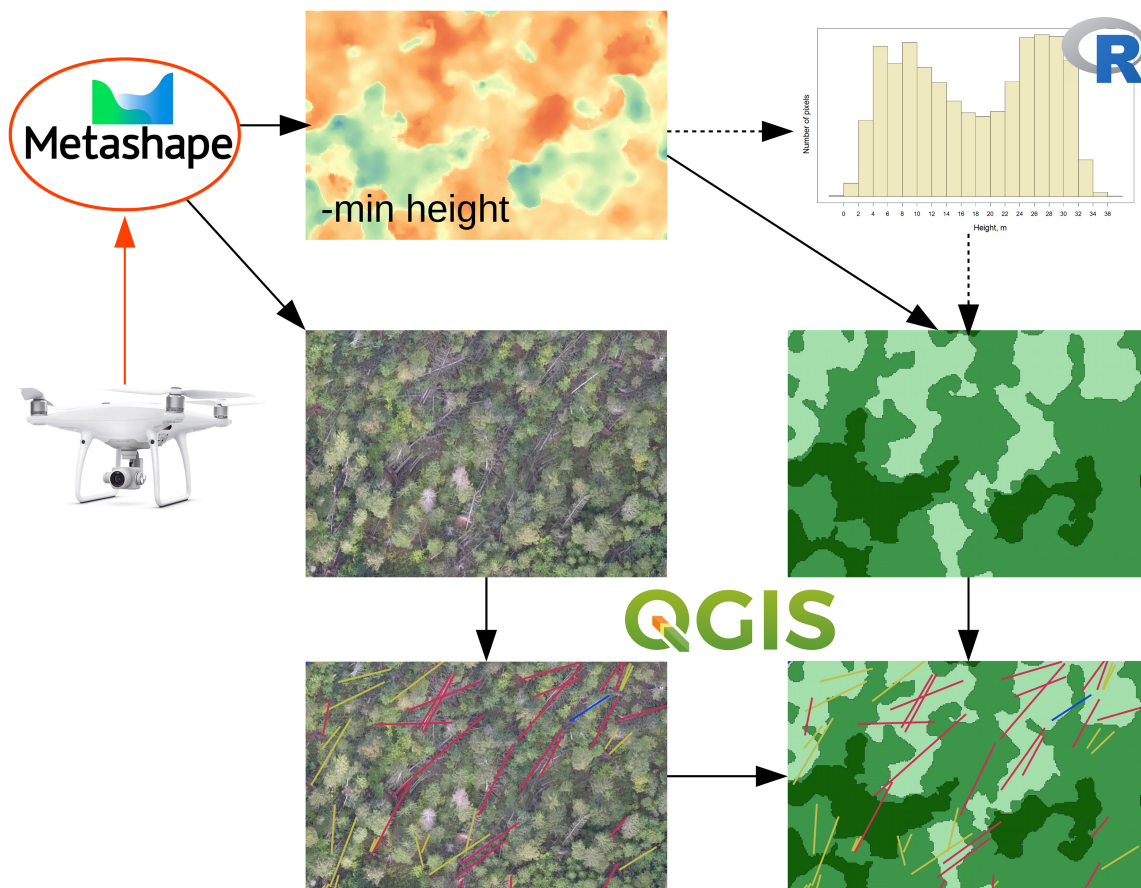 Metashape
-min height
R
Number of pixels
0 2 4 6 8 10 12 14 16 18 20 22 24 26 28 30 32 34 36
Height, m
QGIS